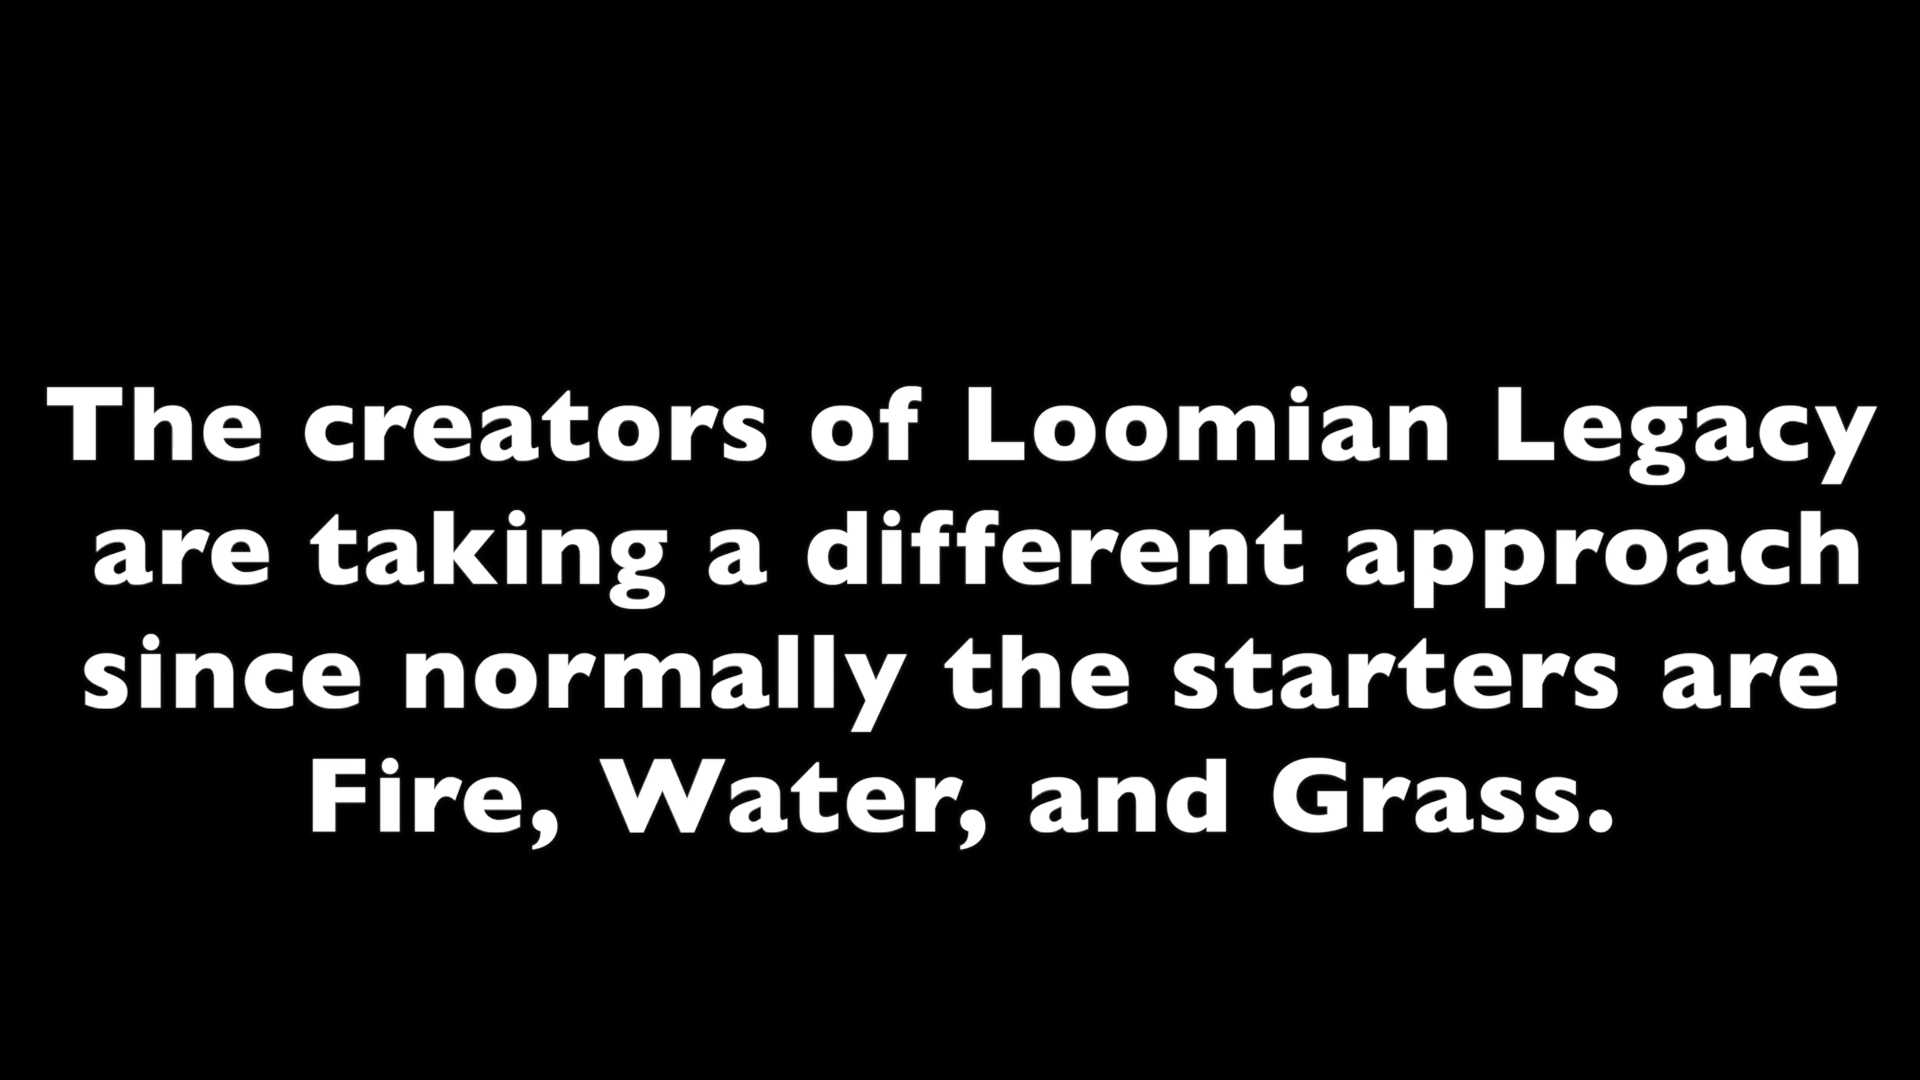 The creators of Loomian Legacy
are taking a different approach
since normally the starters are
Fire, Water, and Grass.